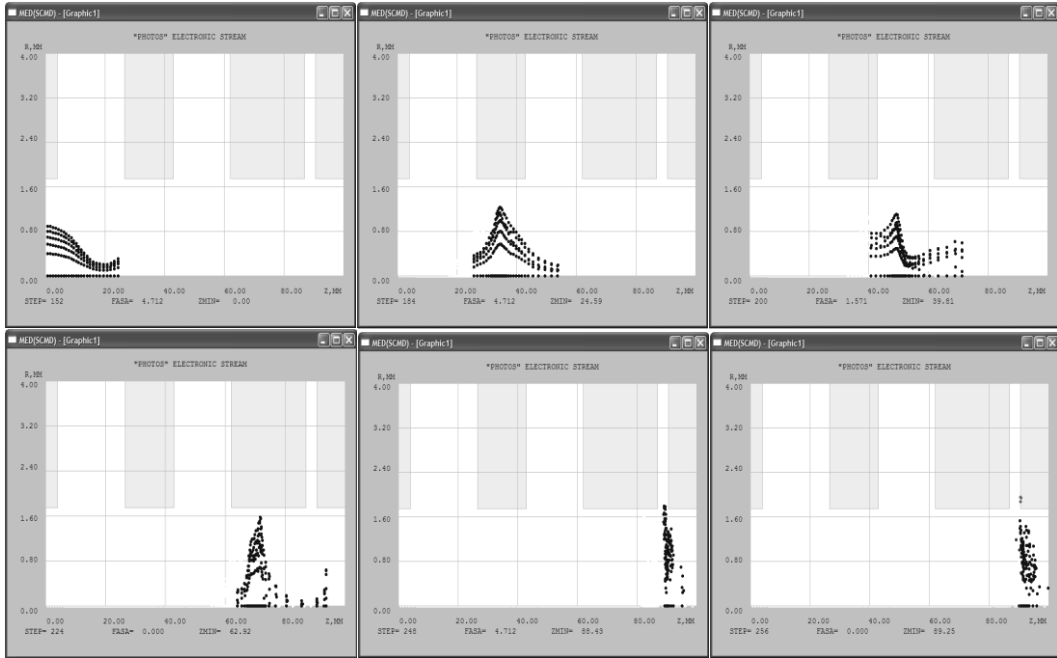 MED(SCMD) - [Graphic1]
"PHOTOS" ELECTRONIC STREAM
R,MM
4.00
3.20
2.40
1.60
0.80
0.00
0.00 20.00 40.00 60.00 80.00 Z,MM
STEP= 152 FASA= 4.712 ZMIN= 0.00
MED(SCMD) - [Graphic1]
"PHOTOS" ELECTRONIC STREAM
R,MM
4.00
3.20
2.40
1.60
0.80
0.00
0.00 20.00 40.00 60.00 80.00 Z,MM
STEP= 184 FASA= 4.712 ZMIN= 24.59
MED(SCMD) - [Graphic1]
"PHOTOS" ELECTRONIC STREAM
R,MM
4.00
3.20
2.40
1.60
0.80
0.00
0.00 20.00 40.00 60.00 80.00 Z,MM
STEP= 200 FASA= 1.571 ZMIN= 39.81
MED(SCMD) - [Graphic1]
"PHOTOS" ELECTRONIC STREAM
R,MM
4.00
3.20
2.40
1.60
0.80
0.00
0.00 20.00 40.00 60.00 80.00 Z,MM
STEP= 224 FASA= 0.000 ZMIN= 62.92
MED(SCMD) - [Graphic1]
"PHOTOS" ELECTRONIC STREAM
R,MM
4.00
3.20
2.40
1.60
0.80
0.00
0.00 20.00 40.00 60.00 80.00 Z,MM
STEP= 248 FASA= 4.712 ZMIN= 88.43
MED(SCMD) - [Graphic1]
"PHOTOS" ELECTRONIC STREAM
R,MM
4.00
3.20
2.40
1.60
0.80
0.00
0.00 20.00 40.00 60.00 80.00 Z,MM
STEP= 256 FASA= 0.000 ZMIN= 89.25